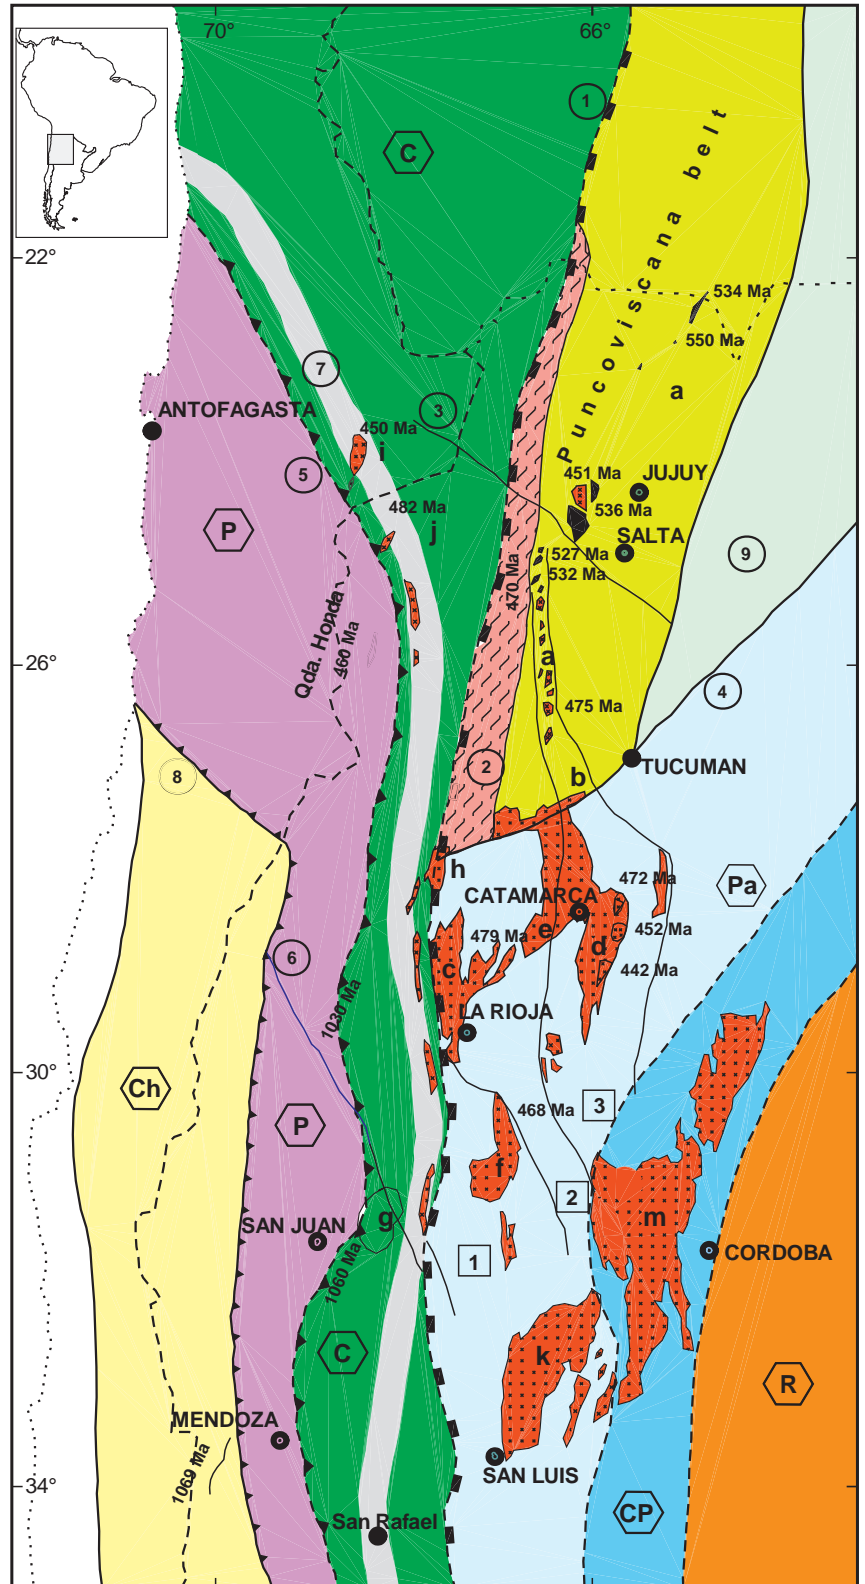 70°
66°
1
C
Puncoviscana belt
22°
534 Ma
550 Ma
7
a
3
ANTOFAGASTA
450 Ma
i
5
451 Ma
JUJUY
482 Ma
536 Ma
P
j
SALTA
527 Ma
9
532 Ma
470 Ma
Qda. Honda
460 Ma
a
26°
4
475 Ma
2
TUCUMAN
8
b
h
472 Ma
Pa
CATAMARCA
452 Ma
479 Ma
e
d
6
c
442 Ma
1030 Ma
LA RIOJA
30°
Ch
468 Ma
3
P
f
2
g
m
SAN JUAN
CORDOBA
1
1060 Ma
C
k
R
MENDOZA
1069 Ma
SAN LUIS
34°
CP
San Rafael